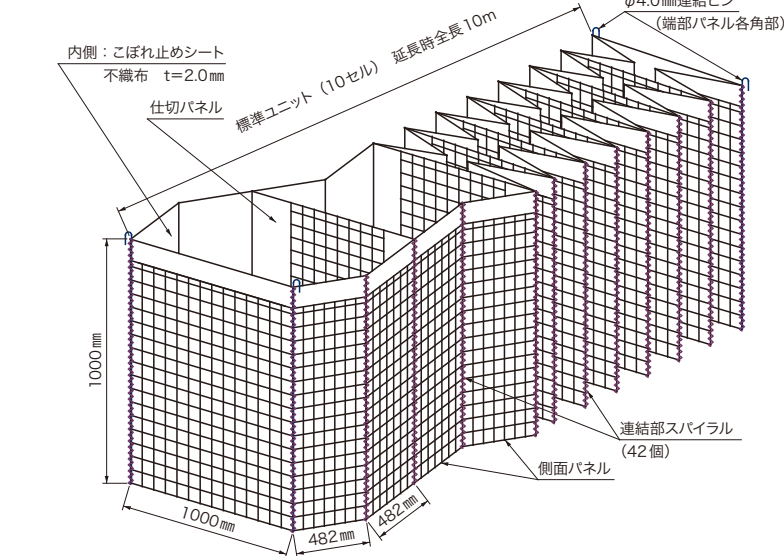 φ4.0㎜連結ピン
(端部パネル各角部)
標準ユニット（10セル） 延長時全長10m
内側：こぼれ止めシート
不織布 t=2.0㎜
仕切パネル
1000㎜
1000㎜
482㎜
482㎜
連結部スパイラル
(42個)
側面パネル